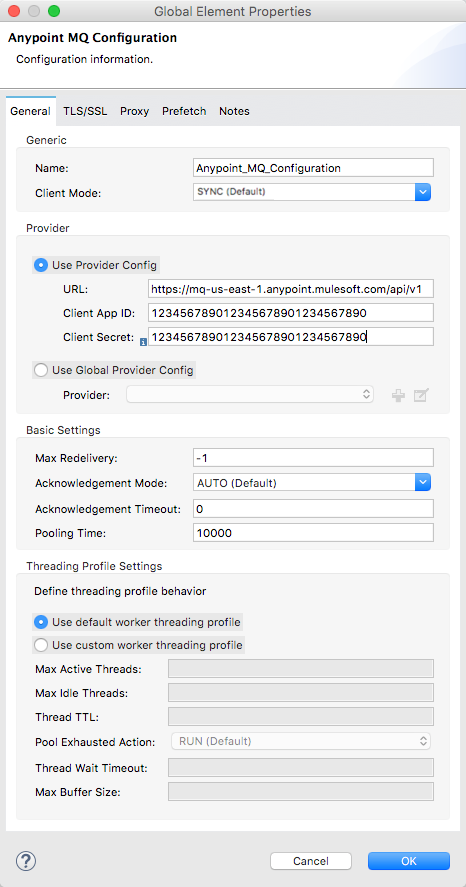 Global Element Properties
Anypoint MQ Configuration
Configuration information.
General TLS/SSL Proxy Prefetch Notes
Generic
Name: Anypoint_MQ_Configuration
Client Mode: SYNC (Default)
Provider
Use Provider Config
URL: https://mq-us-east-1.anypoint.mulesoft.com/api/v1
Client App ID: 123456789012345678901234567890
Client Secret: 123456789012345678901234567890
Use Global Provider Config
Provider:
Basic Settings
Max Redelivery: -1
Acknowledgement Mode: AUTO (Default)
Acknowledgement Timeout: 0
Pooling Time: 10000
Threading Profile Settings
Define threading profile behavior
Use default worker threading profile
Use custom worker threading profile
Max Active Threads:
Max Idle Threads:
Thread TTL:
Pool Exhausted Action: RUN (Default)
Thread Wait Timeout:
Max Buffer Size:
? Cancel OK